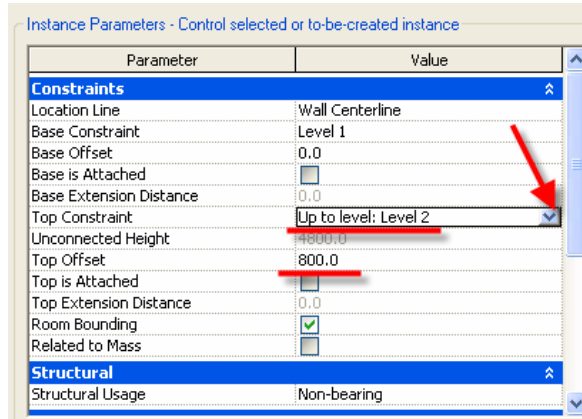 Instance Parameters - Control selected or to-be-created instance
Parameter Value
Constraints
Location Line Wall Centerline
Base Constraint Level 1
Base Offset 0.0
Base is Attached
Base Extension Distance 0.0
Top Constraint Up to level: Level 2
Unconnected Height 4800.0
Top Offset 800.0
Top is Attached
Top Extension Distance 0.0
Room Bounding
Related to Mass
Structural
Structural Usage Non-bearing